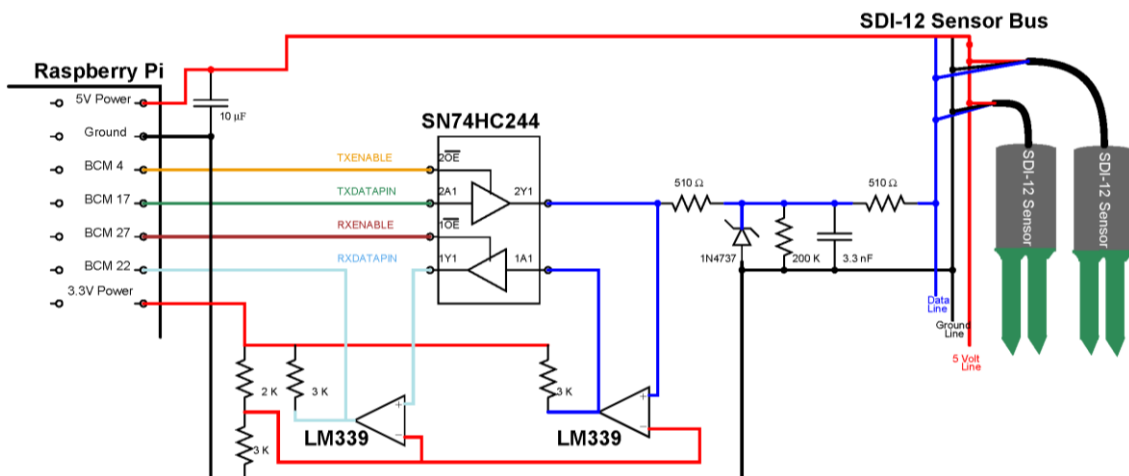 SDI-12 Sensor Bus
Raspberry Pi
5V Power
10 µF
Ground
SN74HC244
BCM 4
TXENABLE
2OE
BCM 17
TXDATAPIN
2A1
2Y1
510 Ω
510 Ω
BCM 27
RXENABLE
1OE
1N4737
200 K
3.3 nF
BCM 22
RXDATAPIN
1Y1
1A1
3.3V Power
Data
Line
Ground
Line
5 Volt
Line
SDI-12 Sensor
SDI-12 Sensor
2 K
3 K
3 K
+
−
+
−
LM339
LM339
3 K